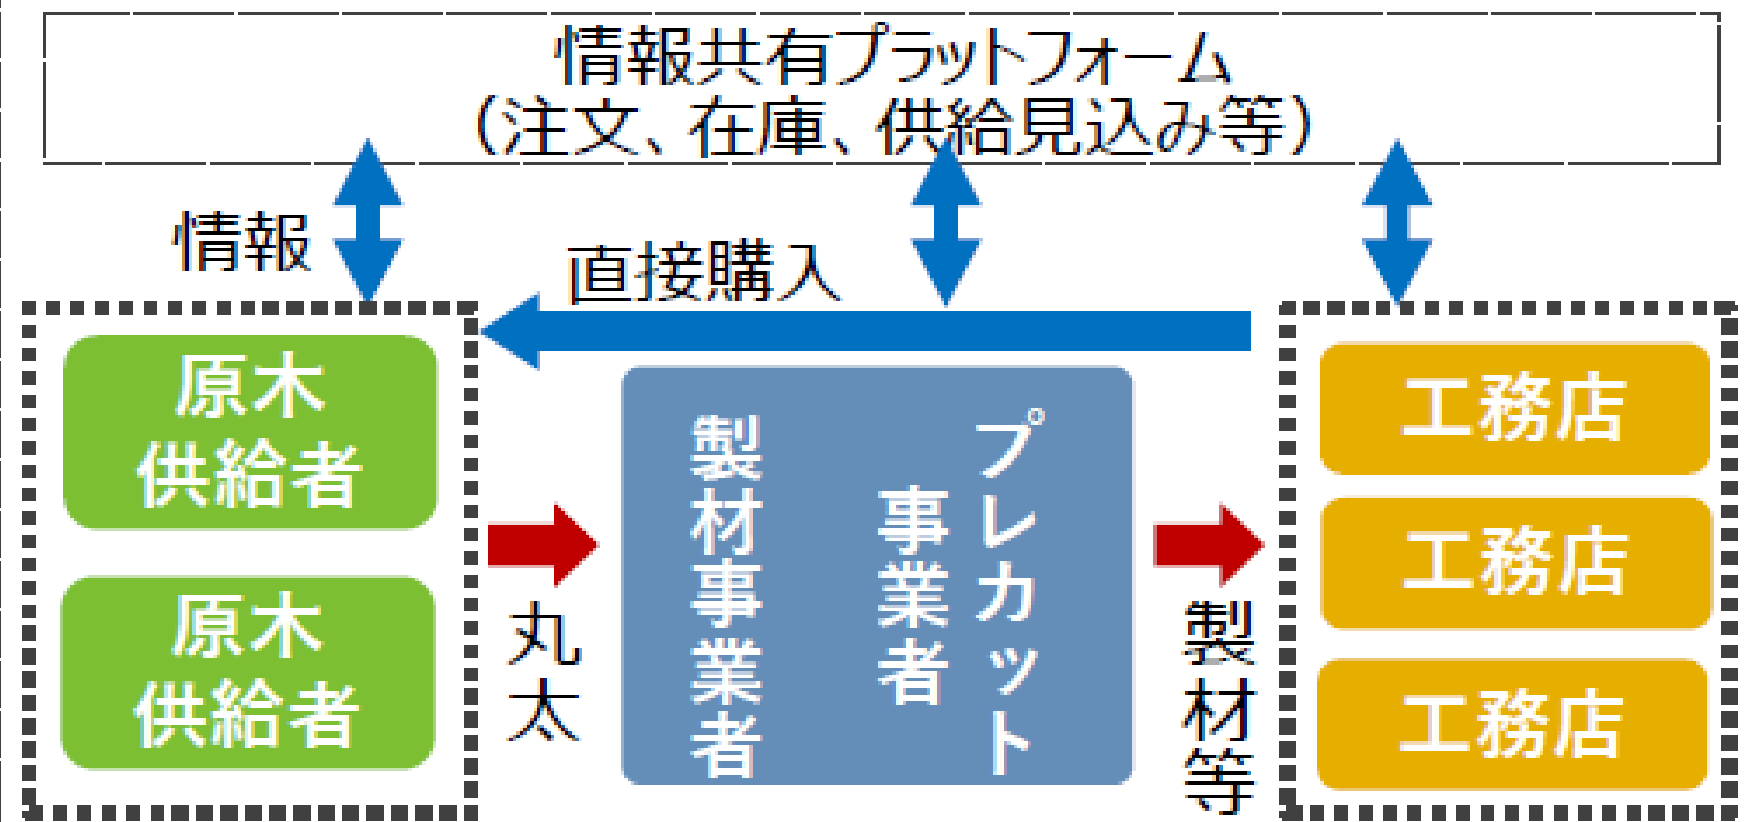 情報共有プラットフォーム
（注文、在庫、供給見込み等）
情報
直接購入
原木
供給者
原木
供給者
丸太
製材事業者
プレカット
事業者
製材等
工務店
工務店
工務店